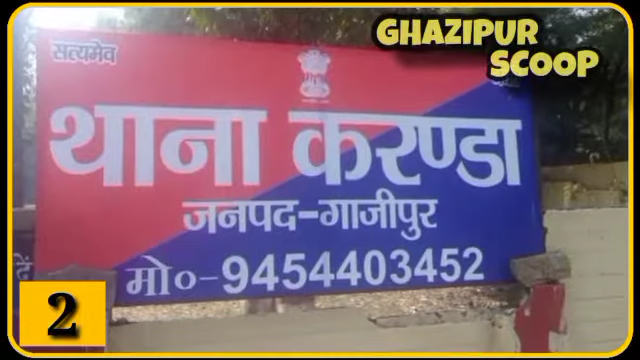 GHAZIPUR
SCOOP
सत्यमेव
थाना करण्डा
जनपद-गाजीपुर
मो०-9454403452
2